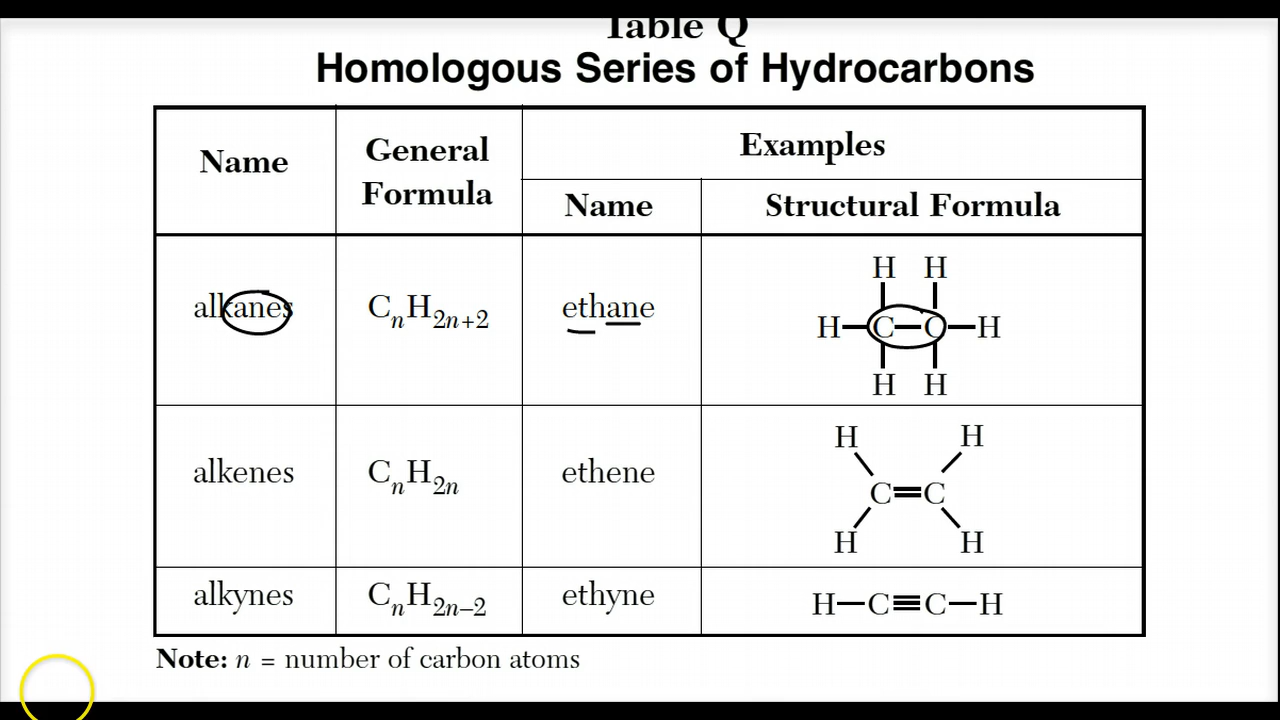 Table Q
Homologous Series of Hydrocarbons
Name
General Formula
Examples
Name
Structural Formula
alkanes
CₙH₂ₙ₊₂
ethane
H H
H—C—C—H
H H
alkenes
CₙH₂ₙ
ethene
H H
C=C
H H
alkynes
CₙH₂ₙ₋₂
ethyne
H—C≡C—H
Note: n = number of carbon atoms